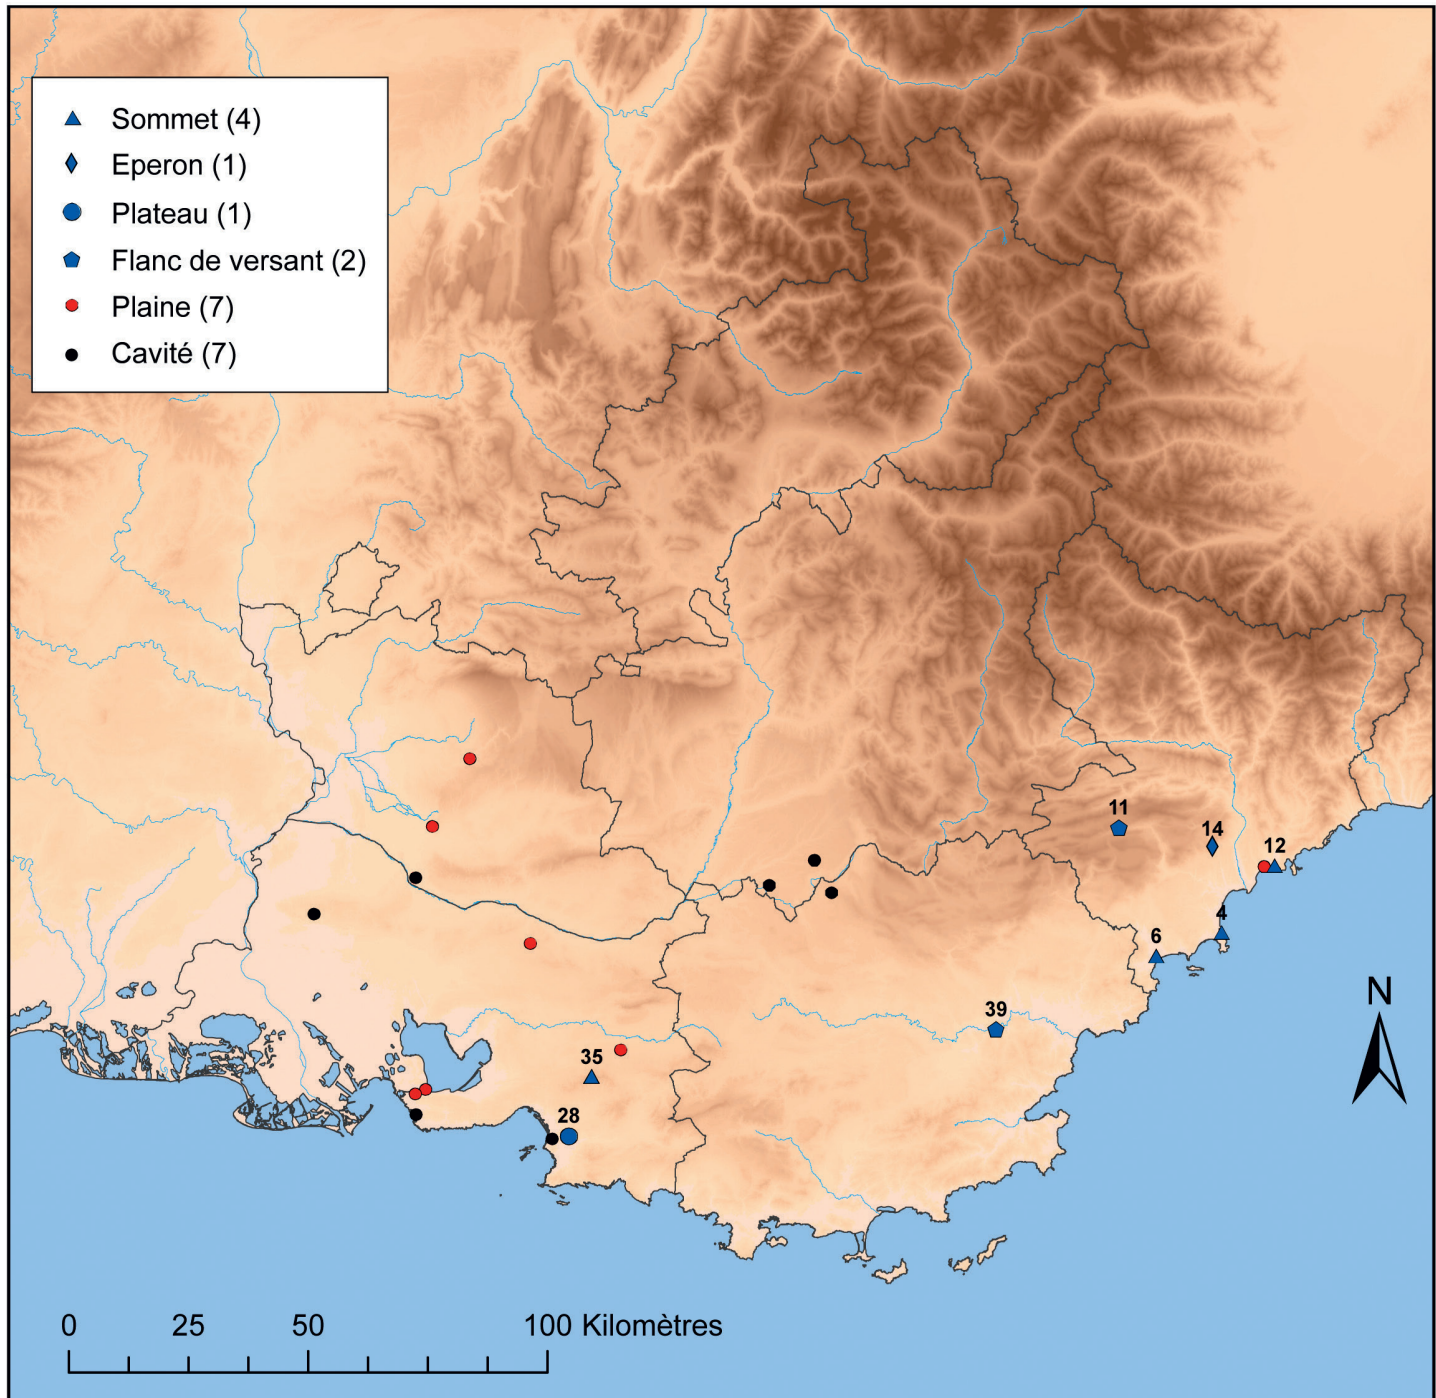 Sommet (4)
Eperon (1)
Plateau (1)
Flanc de versant (2)
Plaine (7)
Cavité (7)
11
14
12
4
6
39
35
28
N
0 25 50 100 Kilomètres